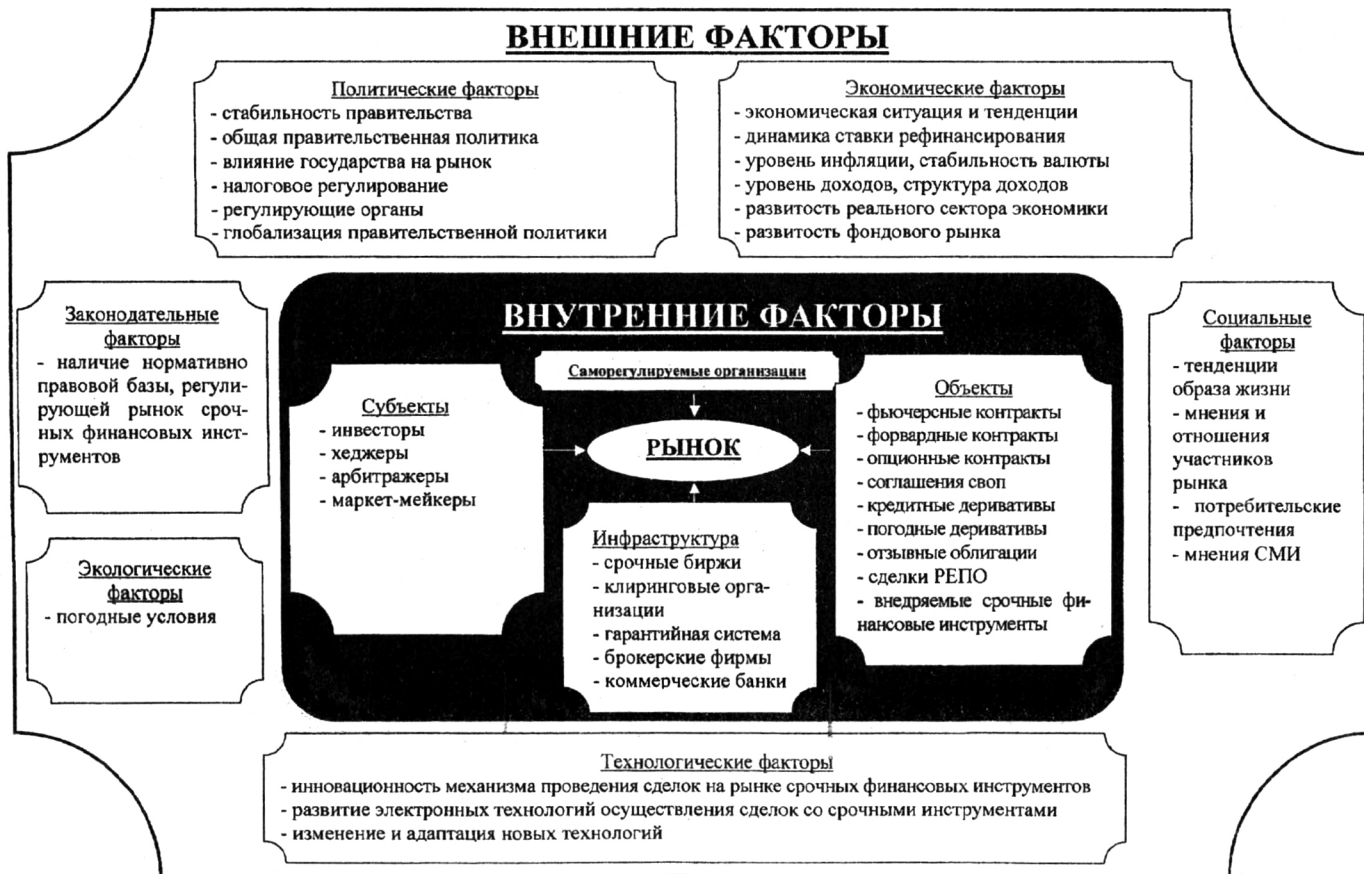 ВНЕШНИЕ ФАКТОРЫ
Политические факторы
- стабильность правительства
- общая правительственная политика
- влияние государства на рынок
- налоговое регулирование
- регулирующие органы
- глобализация правительственной политики
Экономические факторы
- экономическая ситуация и тенденции
- динамика ставки рефинансирования
- уровень инфляции, стабильность валюты
- уровень доходов, структура доходов
- развитость реального сектора экономики
- развитость фондового рынка
Законодательные
факторы
- наличие нормативно
правовой базы, регули-
рующей рынок сроч-
ных финансовых инст-
рументов
Экологические
факторы
- погодные условия
ВНУТРЕННИЕ ФАКТОРЫ
Саморегулируемые организации
Субъекты
- инвесторы
- хеджеры
- арбитражеры
- маркет-мейкеры
РЫНОК
Инфраструктура
- срочные биржи
- клиринговые орга-
низации
- гарантийная система
- брокерские фирмы
- коммерческие банки
Объекты
- фьючерсные контракты
- форвардные контракты
- опционные контракты
- соглашения своп
- кредитные деривативы
- погодные деривативы
- отзывные облигации
- сделки РЕПО
- внедряемые срочные фи-
нансовые инструменты
Социальные
факторы
- тенденции
образа жизни
- мнения и
отношения
участников
рынка
- потребительские
предпочтения
- мнения СМИ
Технологические факторы
- инновационность механизма проведения сделок на рынке срочных финансовых инструментов
- развитие электронных технологий осуществления сделок со срочными инструментами
- изменение и адаптация новых технологий